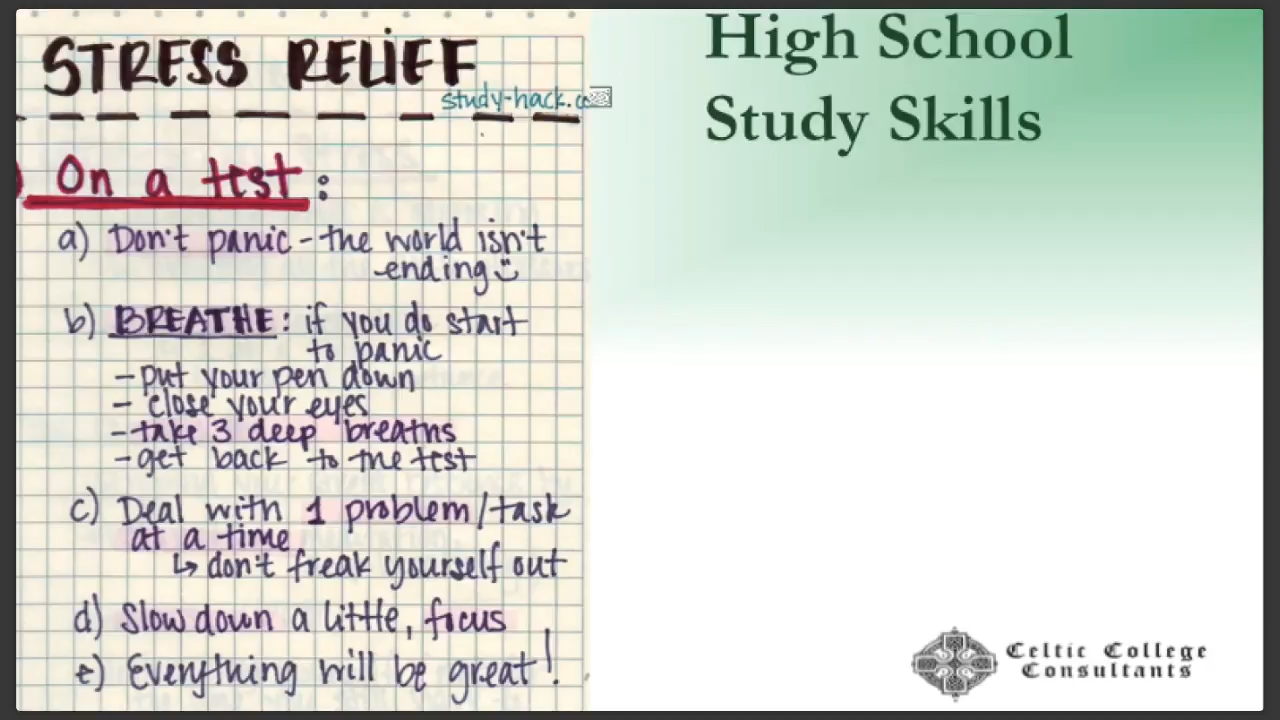 STRESS RELIEF
study-hack.co
On a test:
a) Don't panic - the world isn't
ending
b) BREATHE: if you do start
to panic
- put your pen down
- close your eyes
- take 3 deep breaths
- get back to the test
c) Deal with 1 problem/task
at a time
↳ don't freak yourself out
d) Slow down a little, focus
e) Everything will be great!
High School
Study Skills
Celtic College
Consultants